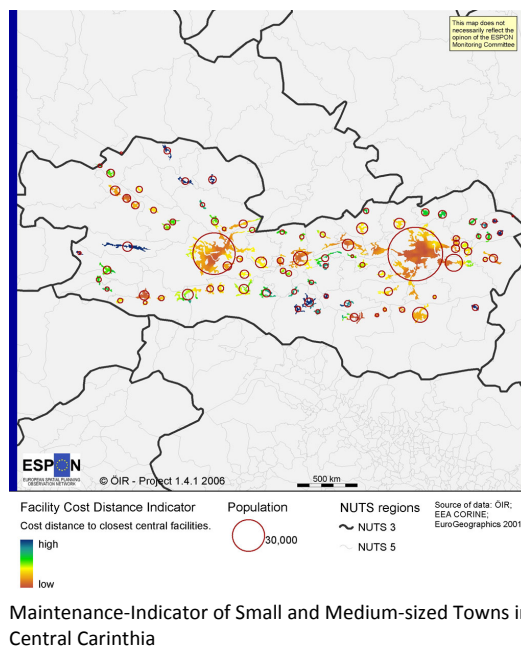 This map does not
necessarily reflect the
opinon of the ESPON
Monitoring Committee
ESPON
EUROPEAN SPATIAL PLANNING
OBSERVATION NETWORK
© ÖIR - Project 1.4.1 2006
500 km
Facility Cost Distance Indicator
Cost distance to closest central facilities.
high
low
Population
30,000
NUTS regions
NUTS 3
NUTS 5
Source of data: ÖIR;
EEA CORINE;
EuroGeographics 2001
Maintenance-Indicator of Small and Medium-sized Towns in
Central Carinthia